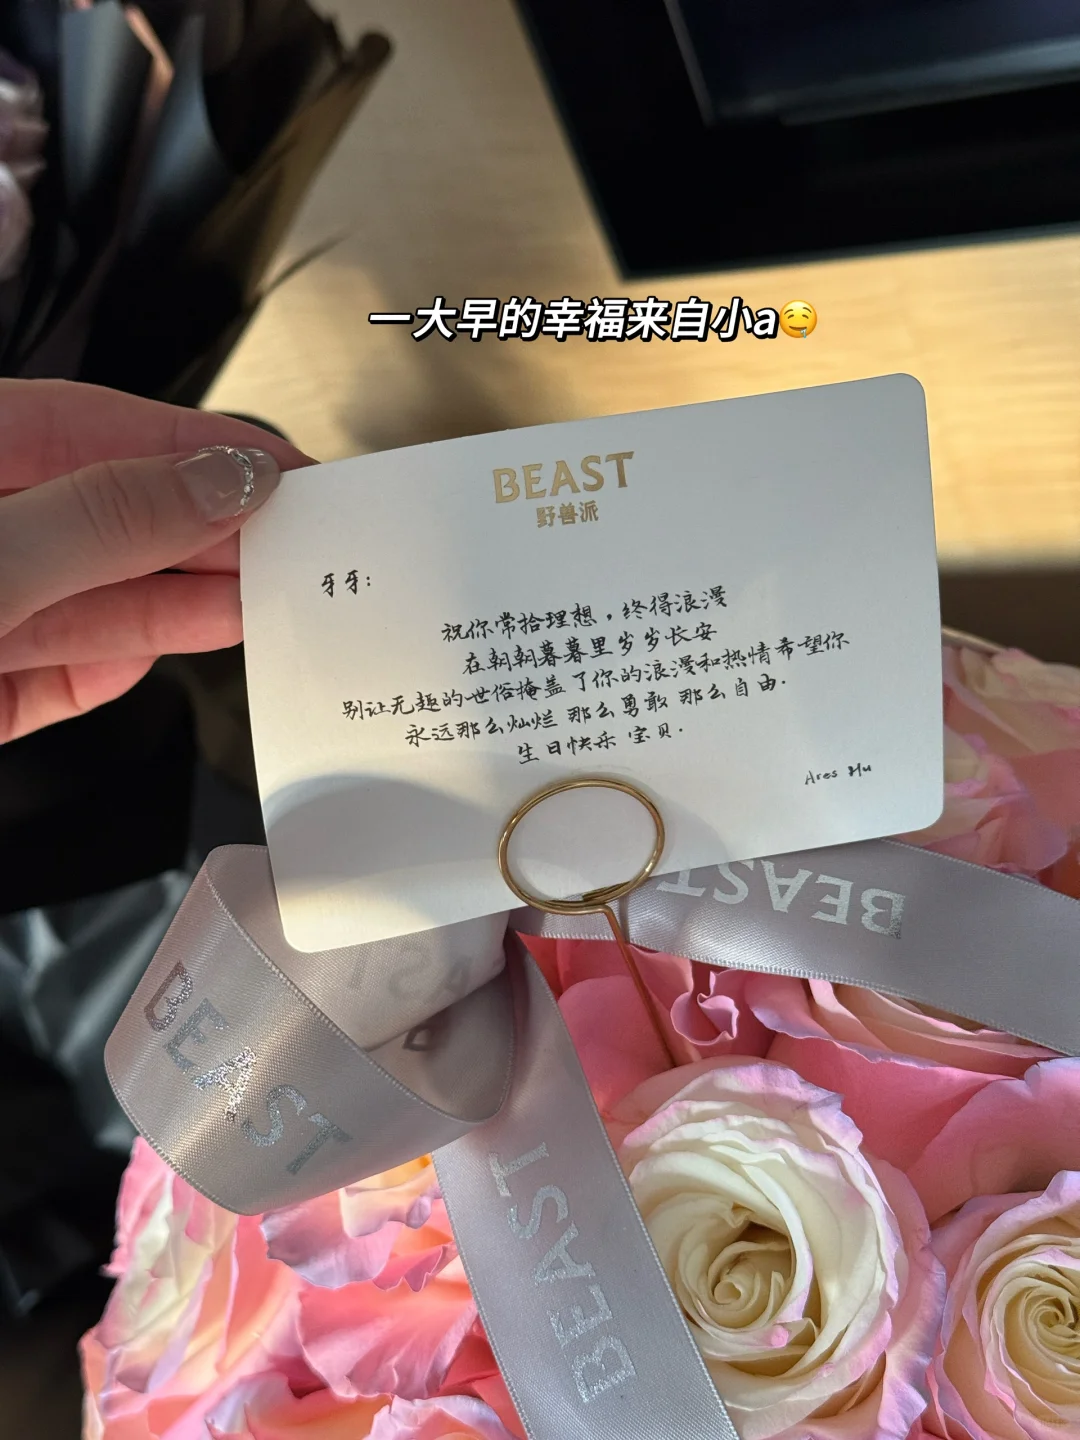 一大早的幸福来自小a🤤
BEAST
野兽派
牙牙：
祝你常拾理想，终得浪漫
在朝朝暮暮里岁岁长安
别让无趣的世俗掩盖了你的浪漫和热情希望你
永远那么灿烂 那么勇敢 那么自由.
生日快乐 宝贝.
Ares Hu
BEAST
BEAST
BEAST